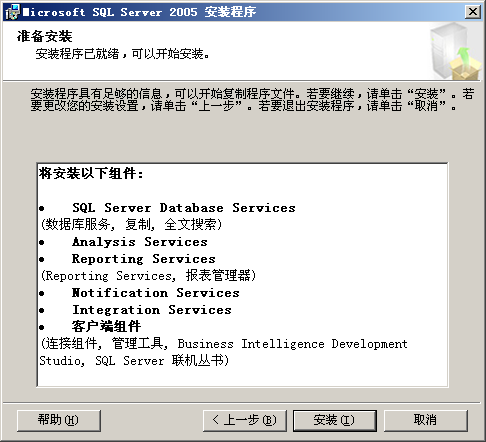 Microsoft SQL Server 2005 安装程序
准备安装
安装程序已就绪，可以开始安装。
安装程序具有足够的信息，可以开始复制程序文件。若要继续，请单击“安装”。若
要更改您的安装设置，请单击“上一步”。若要退出安装程序，请单击“取消”。
将安装以下组件：
● SQL Server Database Services
(数据库服务, 复制, 全文搜索)
● Analysis Services
● Reporting Services
(Reporting Services, 报表管理器)
● Notification Services
● Integration Services
● 客户端组件
(连接组件, 管理工具, Business Intelligence Development
Studio, SQL Server 联机丛书)
帮助(H) < 上一步(B) 安装(I) 取消